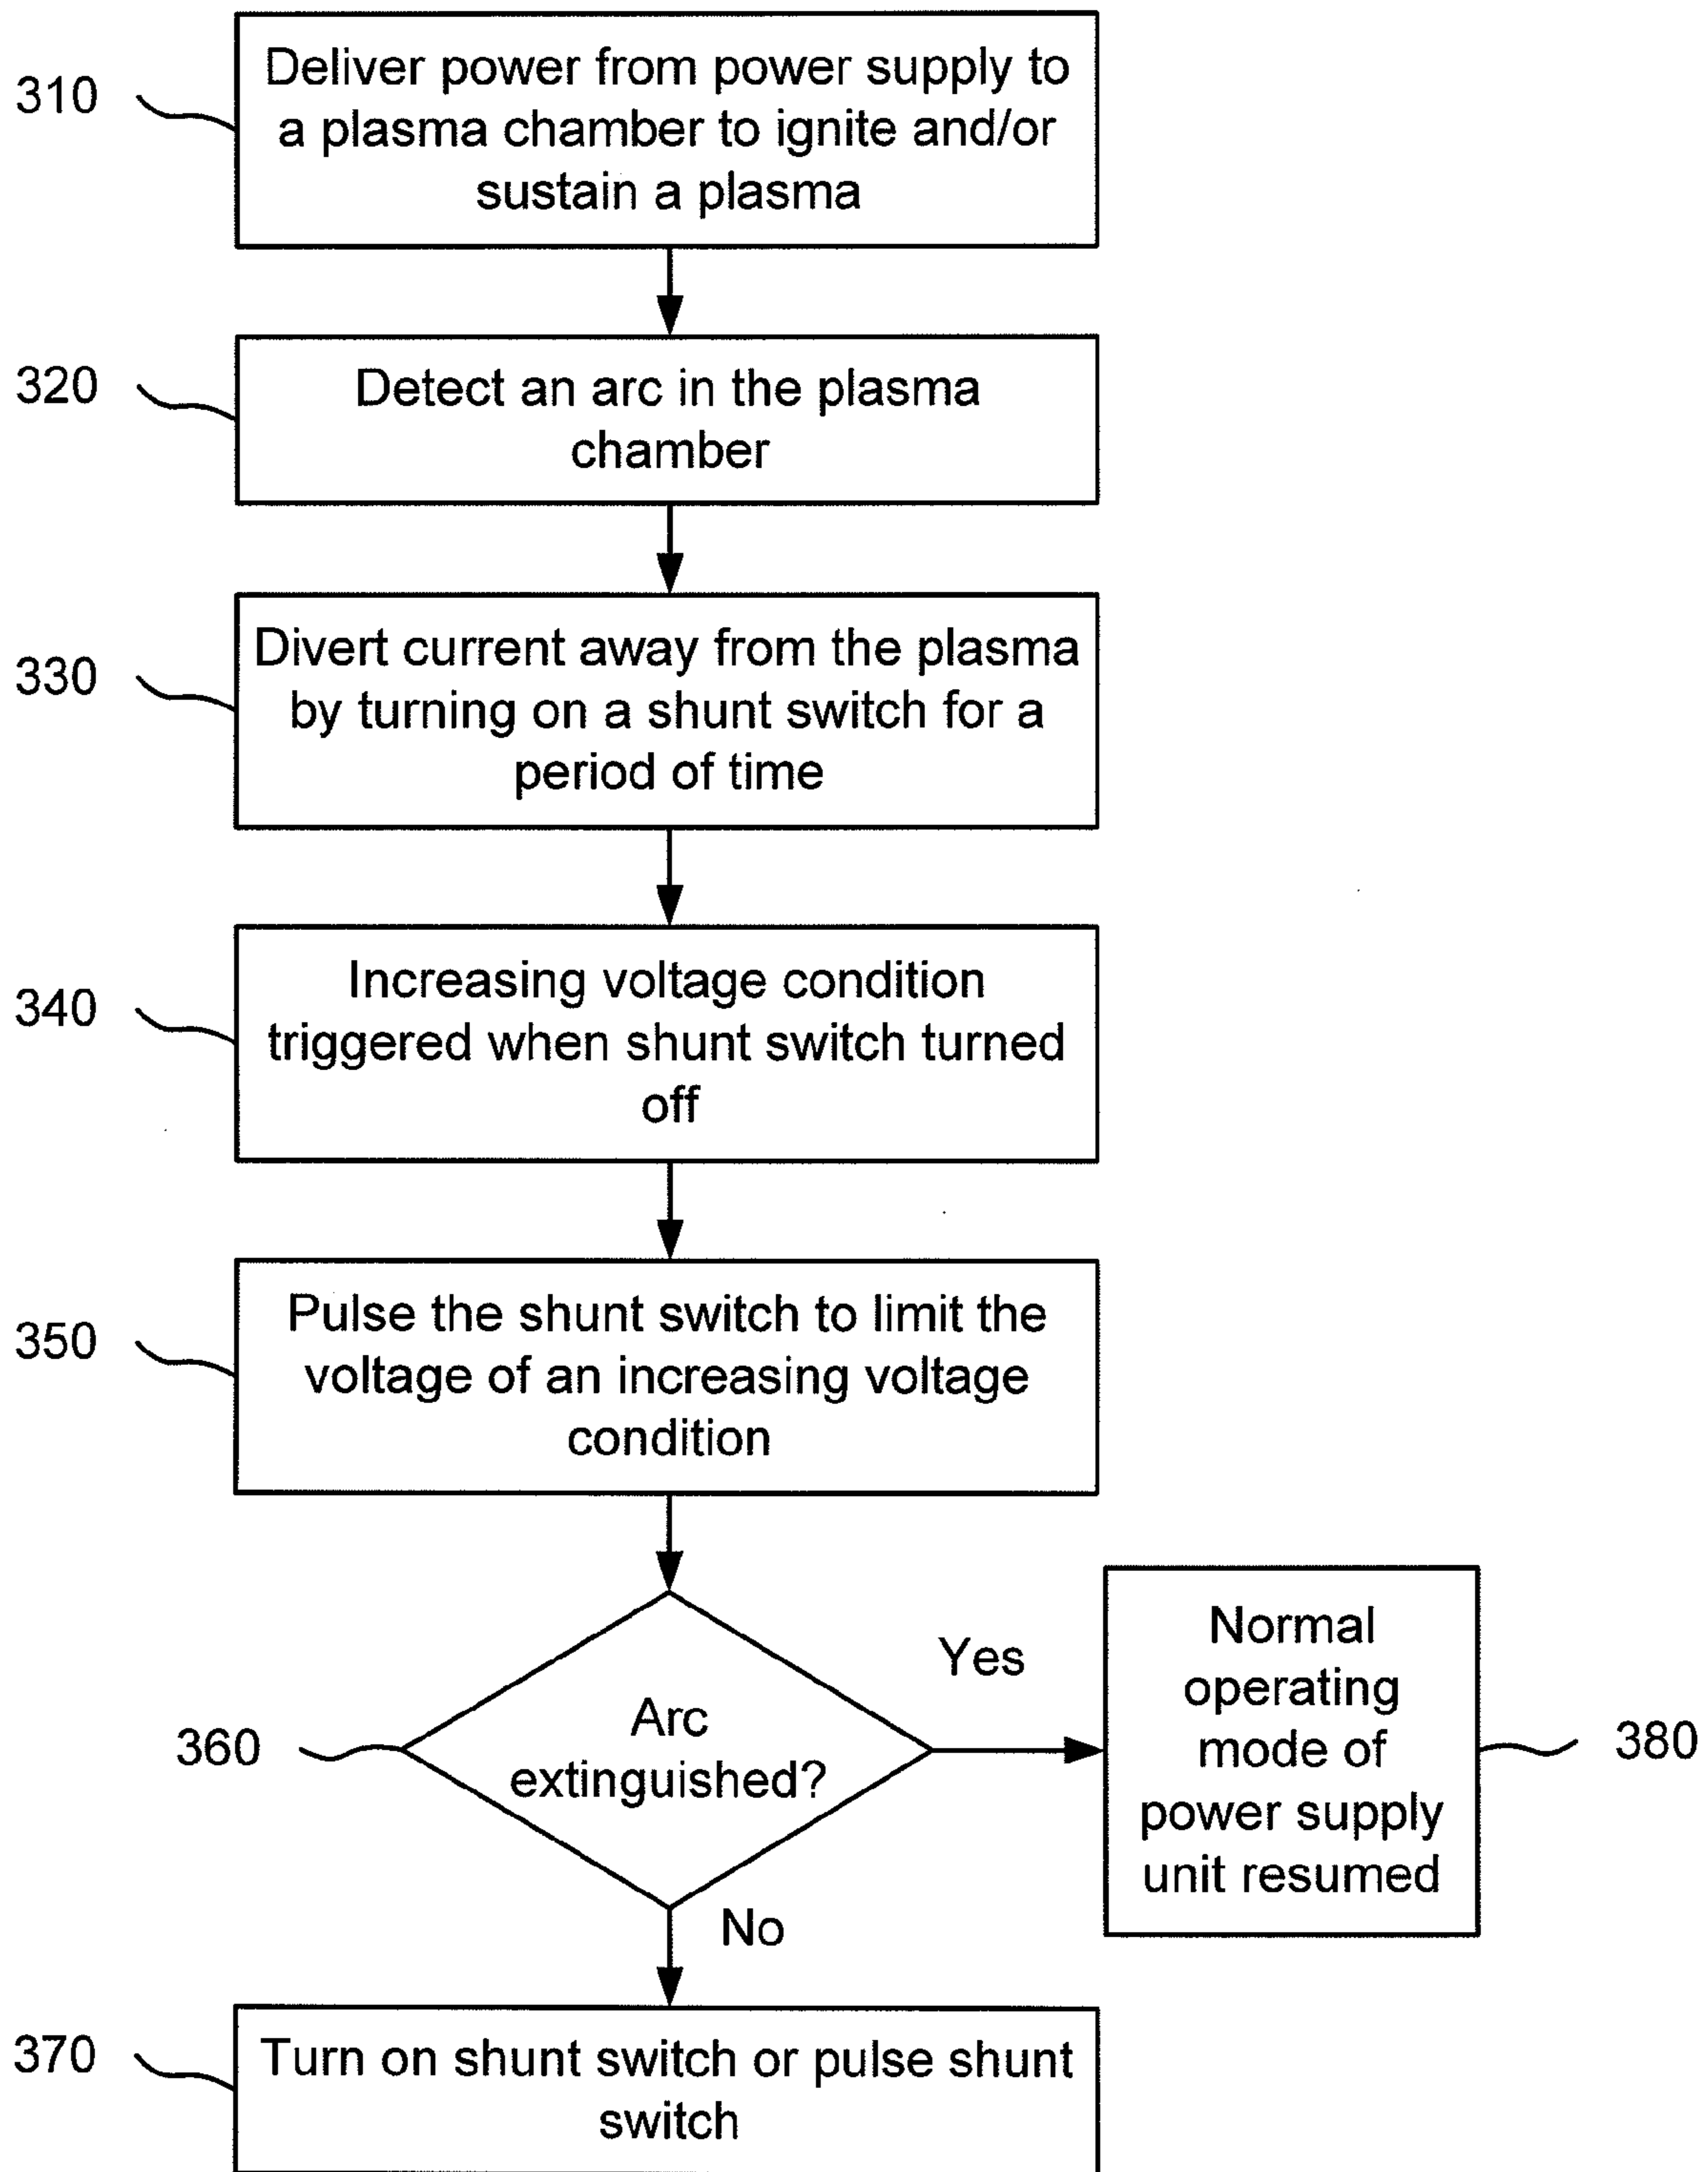 310
Deliver power from power supply to
a plasma chamber to ignite and/or
sustain a plasma
320
Detect an arc in the plasma
chamber
330
Divert current away from the plasma
by turning on a shunt switch for a
period of time
340
Increasing voltage condition
triggered when shunt switch turned
off
350
Pulse the shunt switch to limit the
voltage of an increasing voltage
condition
360
Arc
extinguished?
Yes
Normal
operating
mode of
power supply
unit resumed
380
No
370
Turn on shunt switch or pulse shunt
switch